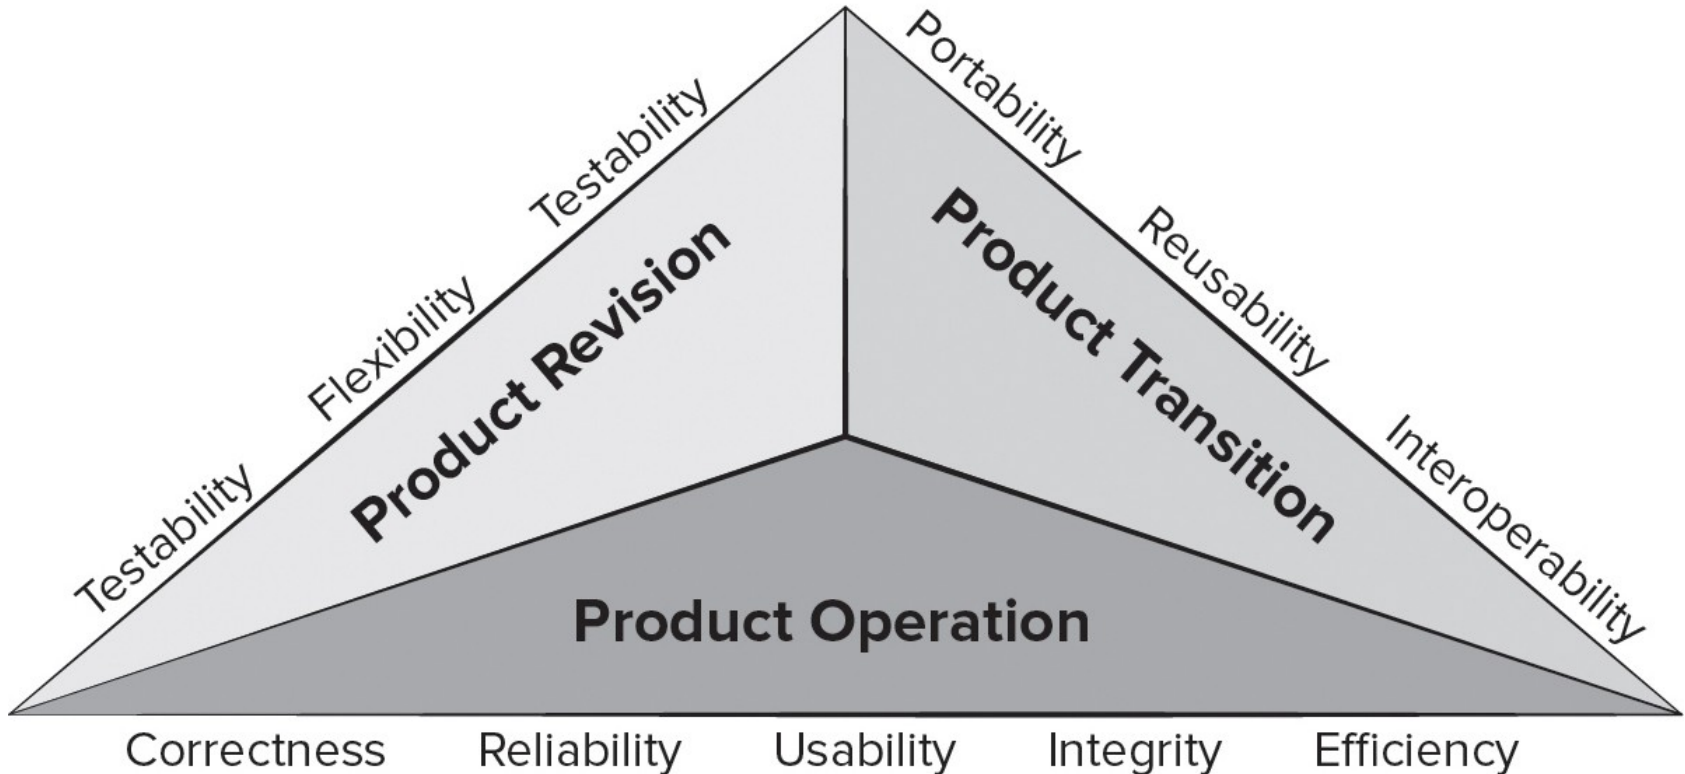 Testability
Flexibility
Testability
Product Revision
Portability
Reusability
Interoperability
Product Transition
Product Operation
Correctness Reliability Usability Integrity Efficiency